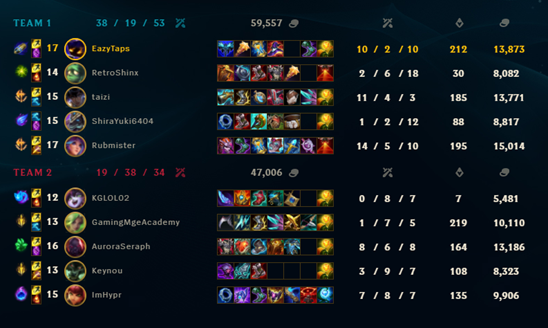 TEAM 1 38 / 19 / 53 59,557
17 EazyTaps 10 / 2 / 10 212 13,873
14 RetroShinx 2 / 6 / 18 30 8,082
15 taizi 11 / 4 / 3 185 13,771
15 ShiraYuki6404 1 / 2 / 12 88 8,817
17 Rubmister 14 / 5 / 10 195 15,014
TEAM 2 19 / 38 / 34 47,006
12 KGLOLO2 0 / 8 / 7 7 5,481
13 GamingMgeAcademy 1 / 7 / 5 219 10,110
16 AuroraSeraph 8 / 6 / 8 164 13,186
13 Keynou 3 / 9 / 7 108 8,323
15 ImHypr 7 / 8 / 7 135 9,906